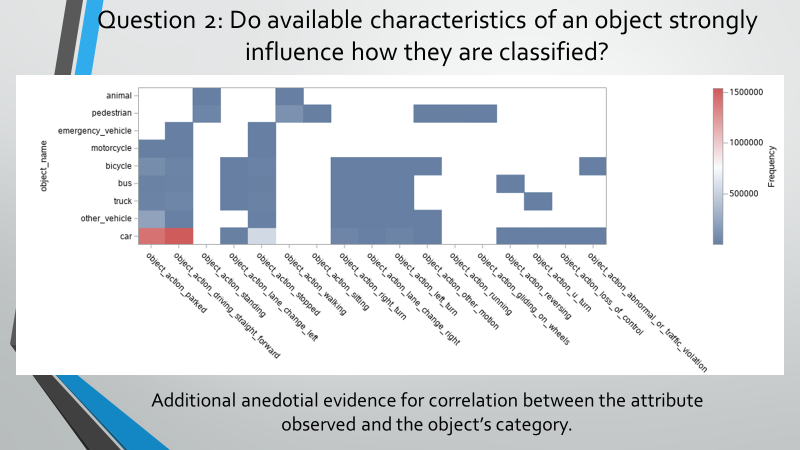 Question 2: Do available characteristics of an object strongly
influence how they are classified?
animal
pedestrian
emergency_vehicle
motorcycle
bicycle
bus
truck
other_vehicle
car
object_name
object_action_parked
object_action_driving_straight_forward
object_action_standing
object_action_lane_change_left
object_action_stopped
object_action_walking
object_action_sitting
object_action_right_turn
object_action_lane_change_right
object_action_left_turn
object_action_other_motion
object_action_running
object_action_gliding_on_wheels
object_action_reversing
object_action_u_turn
object_action_loss_of_control
object_action_abnormal_or_traffic_violation
1500000
1000000
500000
Frequency
Additional anedotial evidence for correlation between the attribute
observed and the object's category.